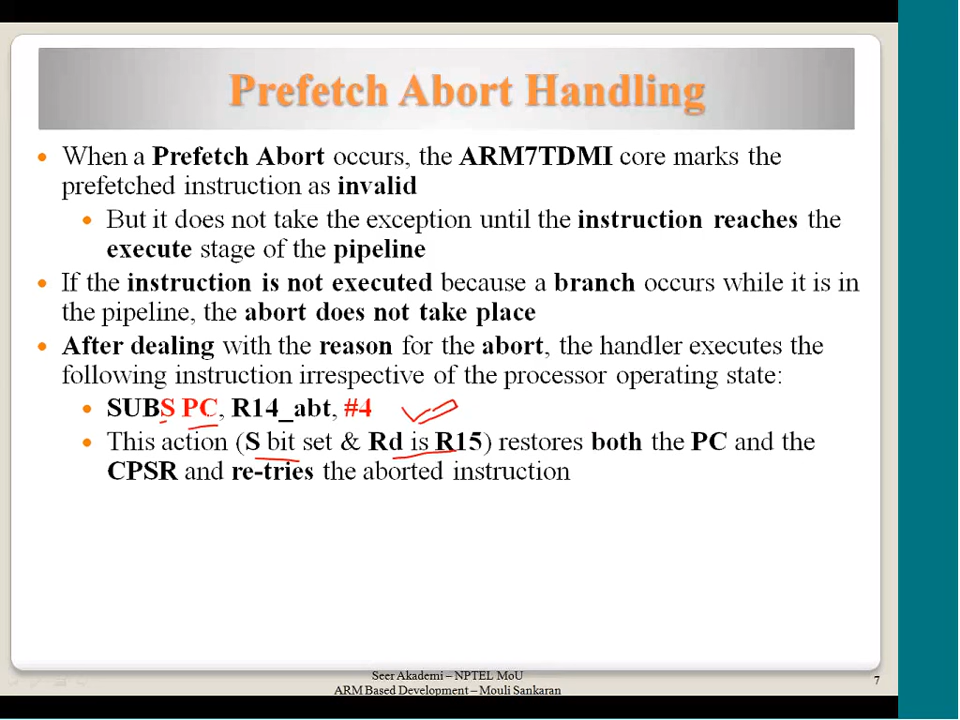 Prefetch Abort Handling
• When a Prefetch Abort occurs, the ARM7TDMI core marks the
prefetched instruction as invalid
• But it does not take the exception until the instruction reaches the
execute stage of the pipeline
• If the instruction is not executed because a branch occurs while it is in
the pipeline, the abort does not take place
• After dealing with the reason for the abort, the handler executes the
following instruction irrespective of the processor operating state:
• SUBS PC, R14_abt, #4
• This action (S bit set & Rd is R15) restores both the PC and the
CPSR and re-tries the aborted instruction
Seer Akademi – NPTEL MoU
ARM Based Development – Mouli Sankaran
7